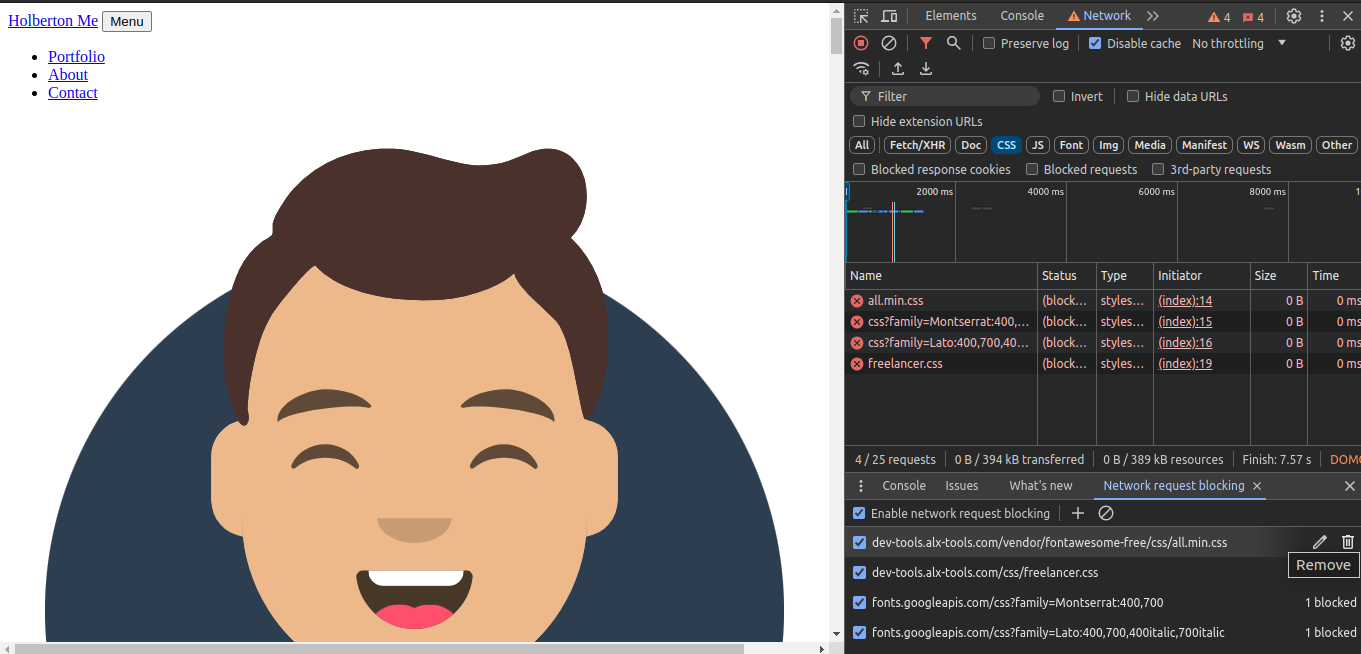 Holberton Me Menu
Portfolio
About
Contact
Elements Console Network 4 4
Preserve log Disable cache No throttling
Filter Invert Hide data URLs
Hide extension URLs
All Fetch/XHR Doc CSS JS Font Img Media Manifest WS Wasm Other
Blocked response cookies Blocked requests 3rd-party requests
2000 ms 4000 ms 6000 ms 8000 ms 1
Name Status Type Initiator Size Time
all.min.css (block... styles... (index):14 0 B 0 ms
css?family=Montserrat:400,... (block... styles... (index):15 0 B 0 ms
css?family=Lato:400,700,40... (block... styles... (index):16 0 B 0 ms
freelancer.css (block... styles... (index):19 0 B 0 ms
4 / 25 requests 0 B / 394 kB transferred 0 B / 389 kB resources Finish: 7.57 s DOMC
Console Issues What's new Network request blocking
Enable network request blocking
dev-tools.alx-tools.com/vendor/fontawesome-free/css/all.min.css
Remove
dev-tools.alx-tools.com/css/freelancer.css
fonts.googleapis.com/css?family=Montserrat:400,700 1 blocked
fonts.googleapis.com/css?family=Lato:400,700,400italic,700italic 1 blocked